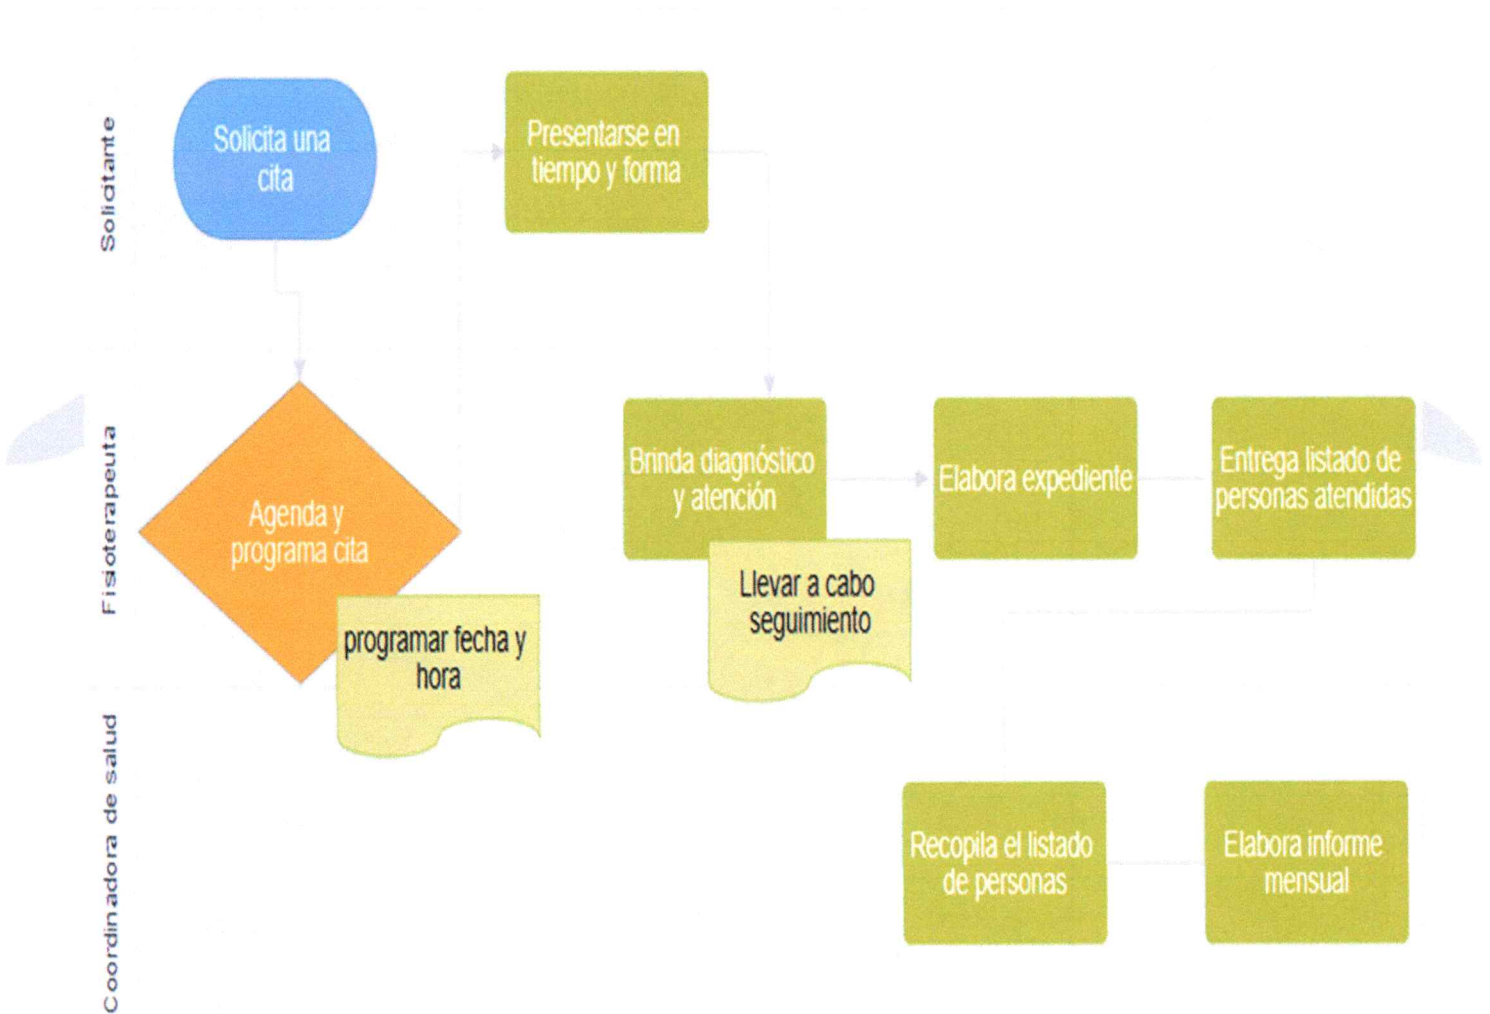 Solicitante
Solicita una
cita
Presentarse en
tiempo y forma
Fisioterapeuta
Agenda y
programa cita
programar fecha y
hora
Brinda diagnóstico
y atención
Llevar a cabo
seguimiento
Elabora expediente
Entrega listado de
personas atendidas
Coordinadora de salud
Recopila el listado
de personas
Elabora informe
mensual